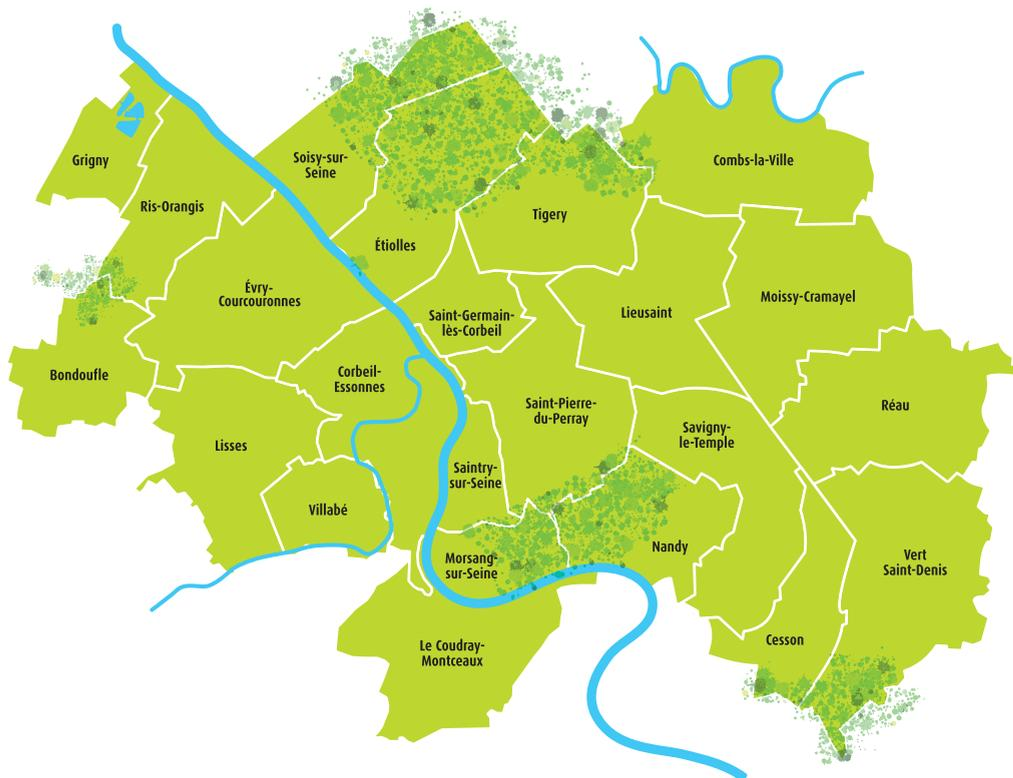 Grigny
Ris-Orangis
Soisy-sur-
Seine
Étiolles
Tigery
Combs-la-Ville
Évry-
Courcouronnes
Saint-Germain-
lès-Corbeil
Lieusaint
Moissy-Cramayel
Bondoufle
Corbeil-
Essonnes
Saint-Pierre-
du-Perray
Réau
Lisses
Savigny-
le-Temple
Saintry-
sur-Seine
Villabé
Morsang-
sur-Seine
Nandy
Vert
Saint-Denis
Cesson
Le Coudray-
Montceaux